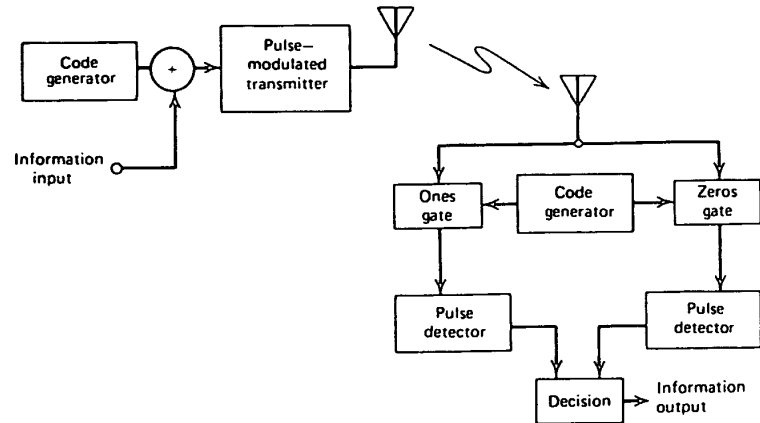 Code
generator
+
Pulse-
modulated
transmitter
Information
input
Ones
gate
Code
generator
Zeros
gate
Pulse
detector
Pulse
detector
Decision
Information
output